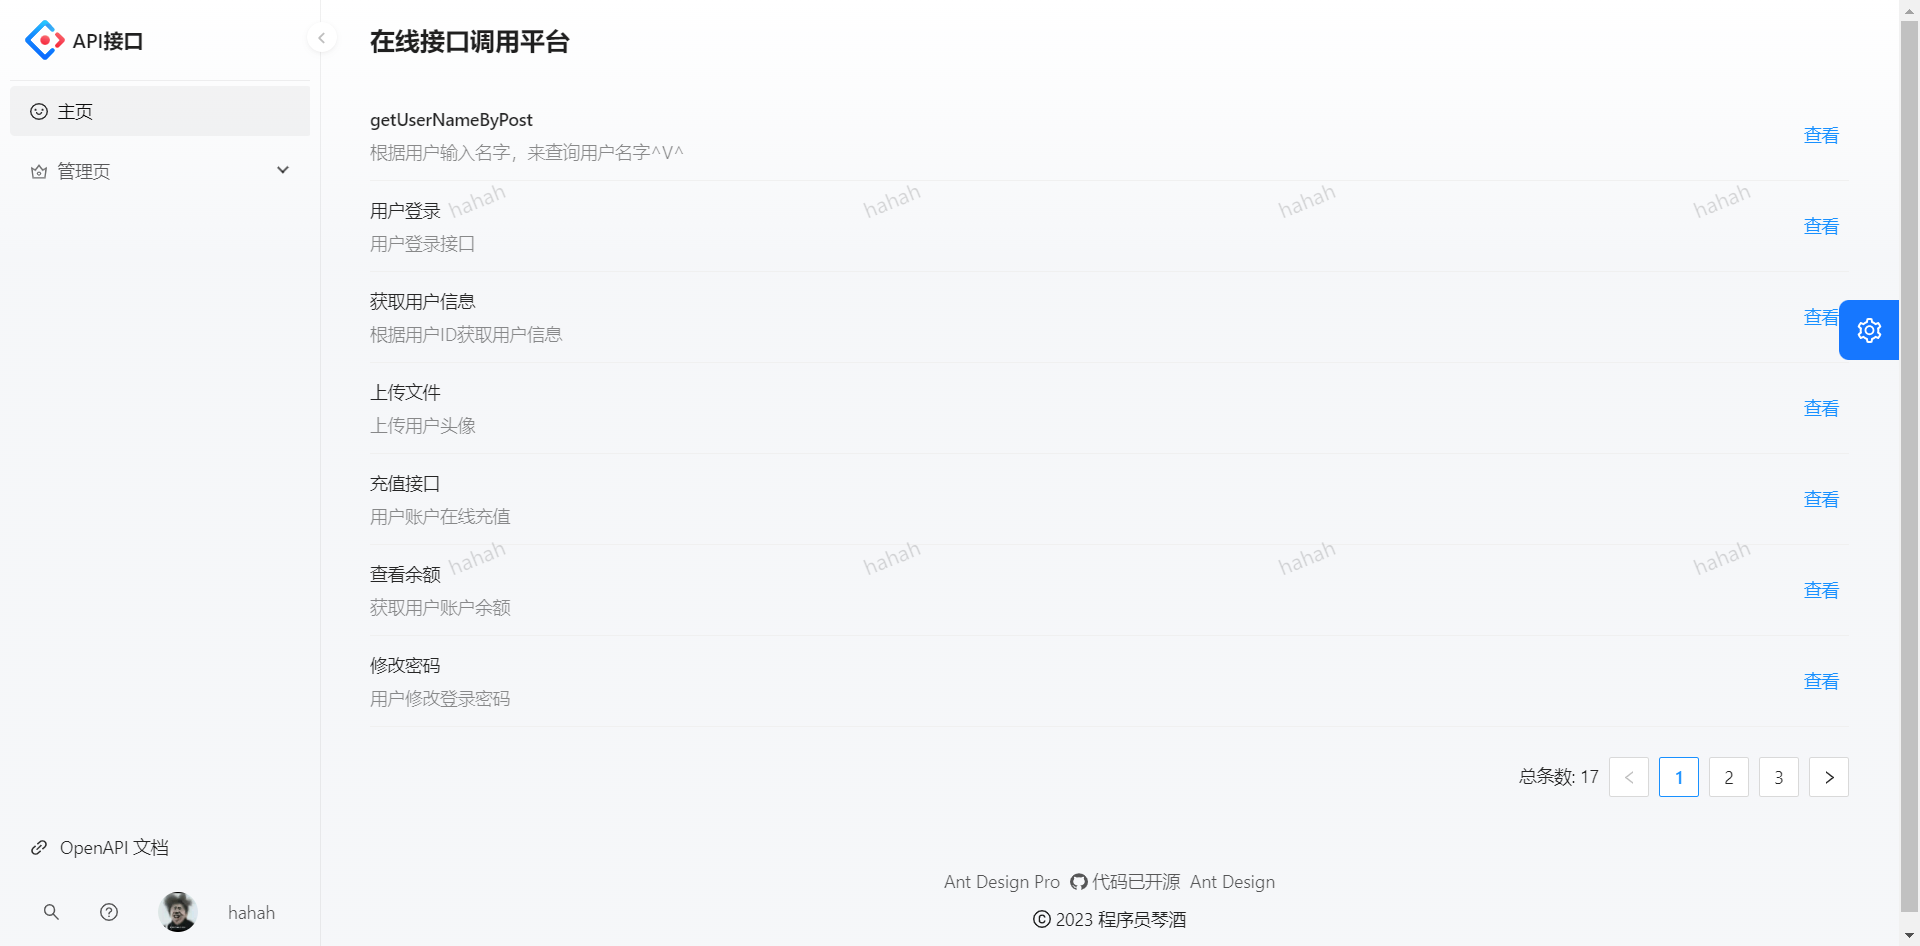 API接口
在线接口调用平台
主页
管理页
getUserNameByPost
根据用户输入名字，来查询用户名字^V^
查看
hahah hahah hahah hahah
用户登录
用户登录接口
查看
获取用户信息
根据用户ID获取用户信息
查看
上传文件
上传用户头像
查看
充值接口
用户账户在线充值
查看
hahah hahah hahah hahah
查看余额
获取用户账户余额
查看
修改密码
用户修改登录密码
查看
总条数: 17 < 1 2 3 >
OpenAPI 文档
hahah
Ant Design Pro 代码已开源 Ant Design
© 2023 程序员琴酒